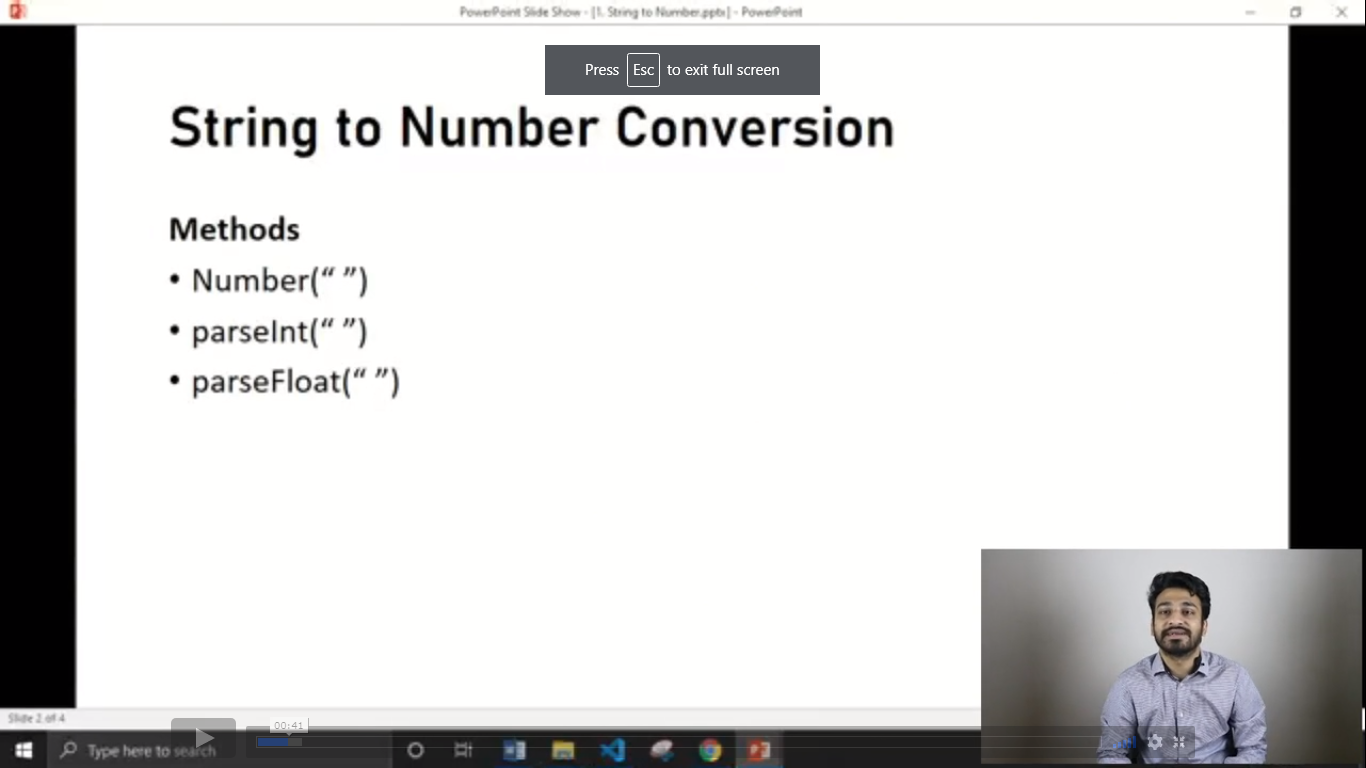 PowerPoint Slide Show - [1. String to Number.pptx] - PowerPoint
Press Esc to exit full screen
String to Number Conversion
Methods
• Number(“ ”)
• parseInt(“ ”)
• parseFloat(“ ”)
Slide 2 of 4
00:41
Type here to search